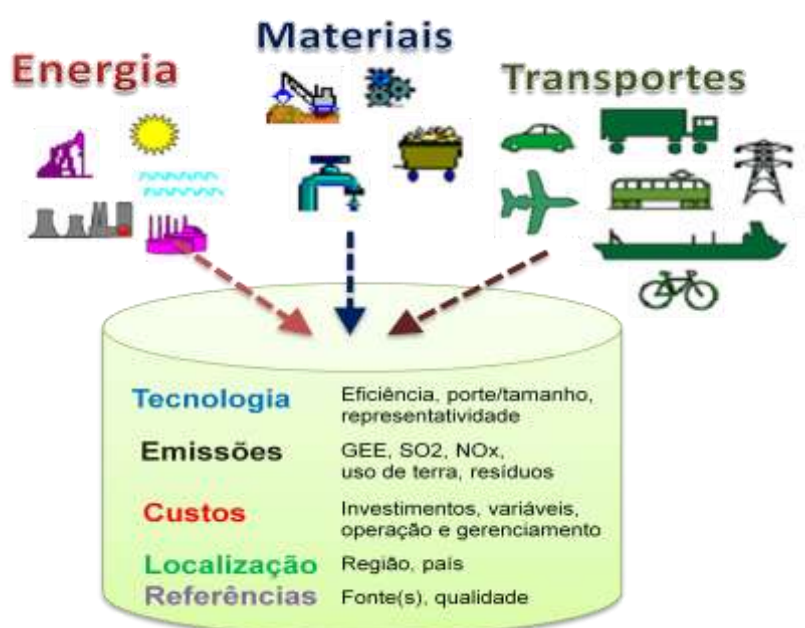 Energia
Materiais
Transportes
Tecnologia
Eficiência, porte/tamanho,
representatividade
Emissões
GEE, SO2, NOx,
uso de terra, resíduos
Custos
Investimentos, variáveis,
operação e gerenciamento
Localização
Região, país
Referências
Fonte(s), qualidade